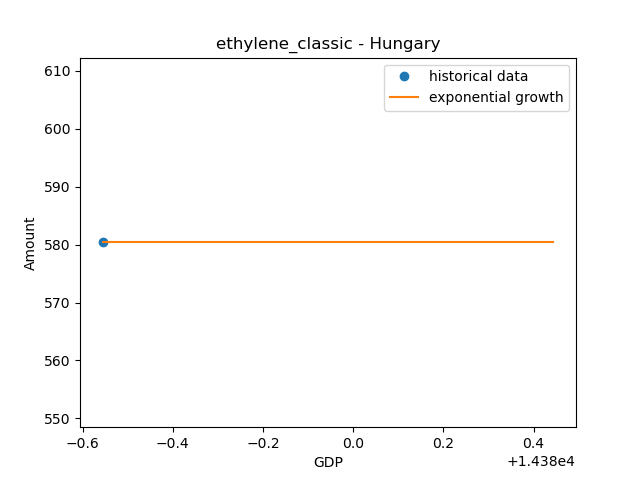 ethylene_classic - Hungary
historical data
exponential growth
610
600
590
580
570
560
550
Amount
−0.6 −0.4 −0.2 0.0 0.2 0.4
+1.438e4
GDP